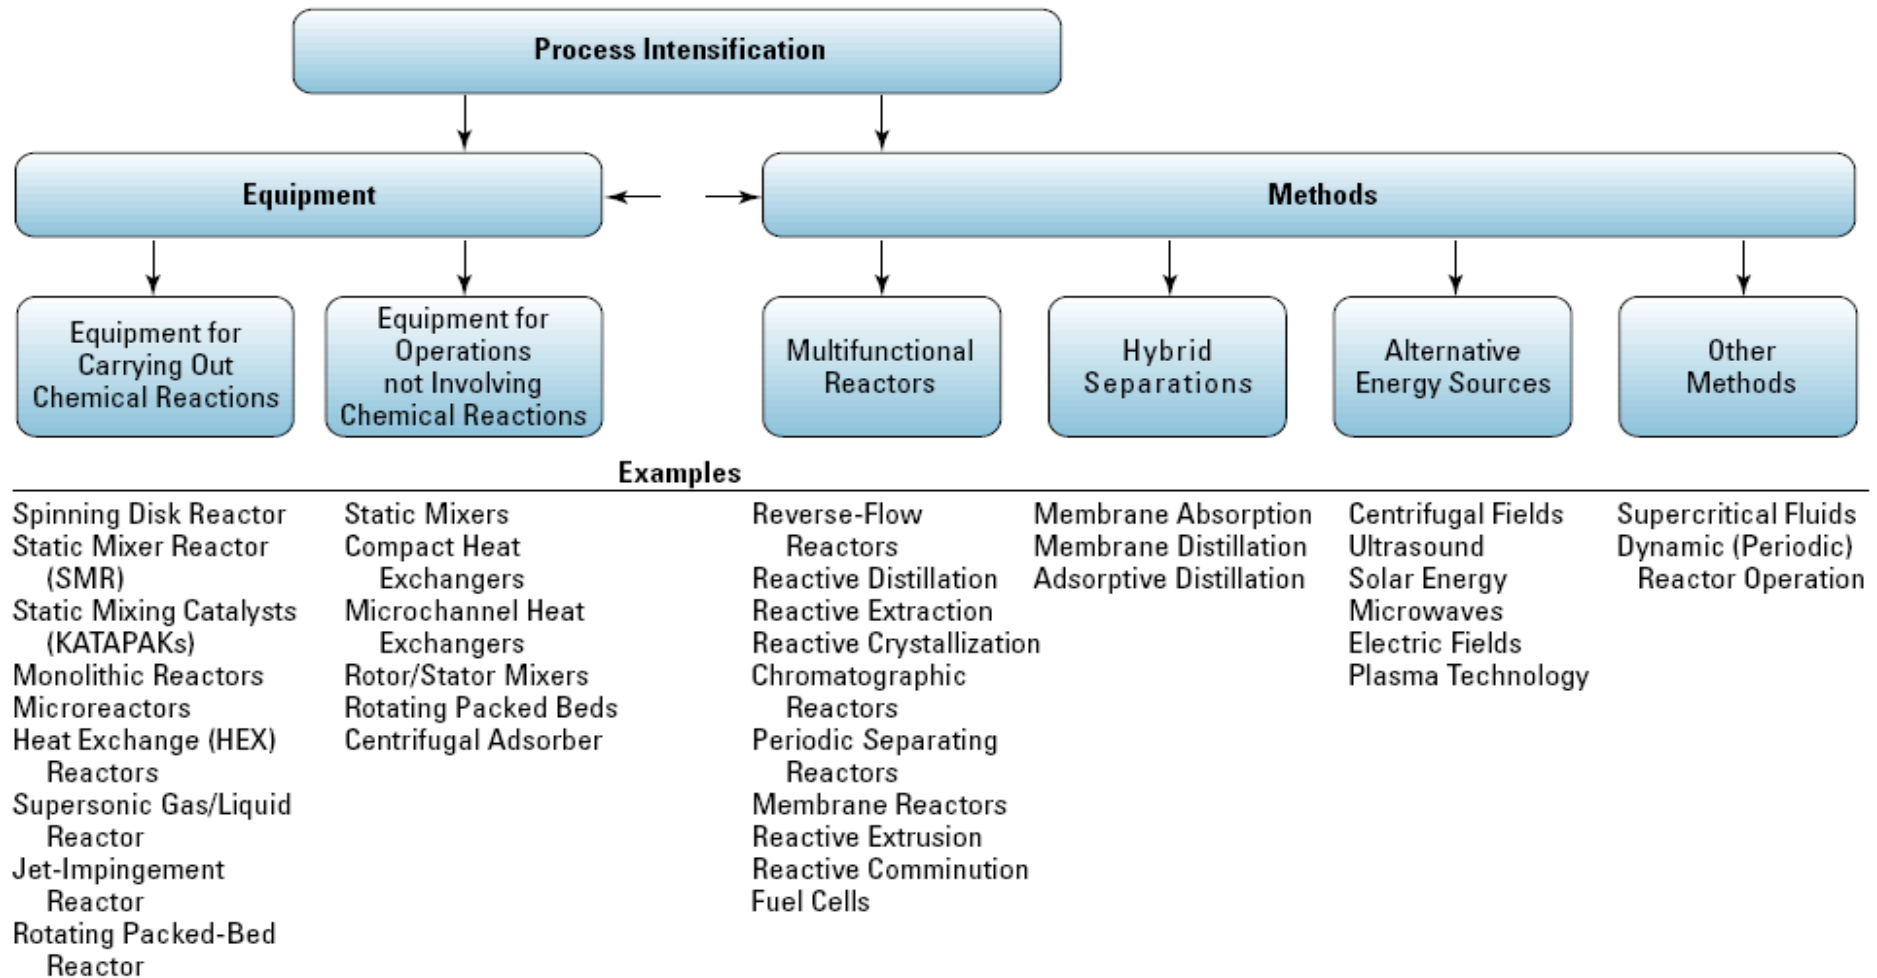 Process Intensification
Equipment
Methods
Equipment for
Carrying Out
Chemical Reactions
Equipment for
Operations
not Involving
Chemical Reactions
Multifunctional
Reactors
Hybrid
Separations
Alternative
Energy Sources
Other
Methods
Examples
Spinning Disk Reactor
Static Mixer Reactor
(SMR)
Static Mixing Catalysts
(KATAPAKs)
Monolithic Reactors
Microreactors
Heat Exchange (HEX)
Reactors
Supersonic Gas/Liquid
Reactor
Jet-Impingement
Reactor
Rotating Packed-Bed
Reactor
Static Mixers
Compact Heat
Exchangers
Microchannel Heat
Exchangers
Rotor/Stator Mixers
Rotating Packed Beds
Centrifugal Adsorber
Reverse-Flow
Reactors
Reactive Distillation
Reactive Extraction
Reactive Crystallization
Chromatographic
Reactors
Periodic Separating
Reactors
Membrane Reactors
Reactive Extrusion
Reactive Comminution
Fuel Cells
Membrane Absorption
Membrane Distillation
Adsorptive Distillation
Centrifugal Fields
Ultrasound
Solar Energy
Microwaves
Electric Fields
Plasma Technology
Supercritical Fluids
Dynamic (Periodic)
Reactor Operation